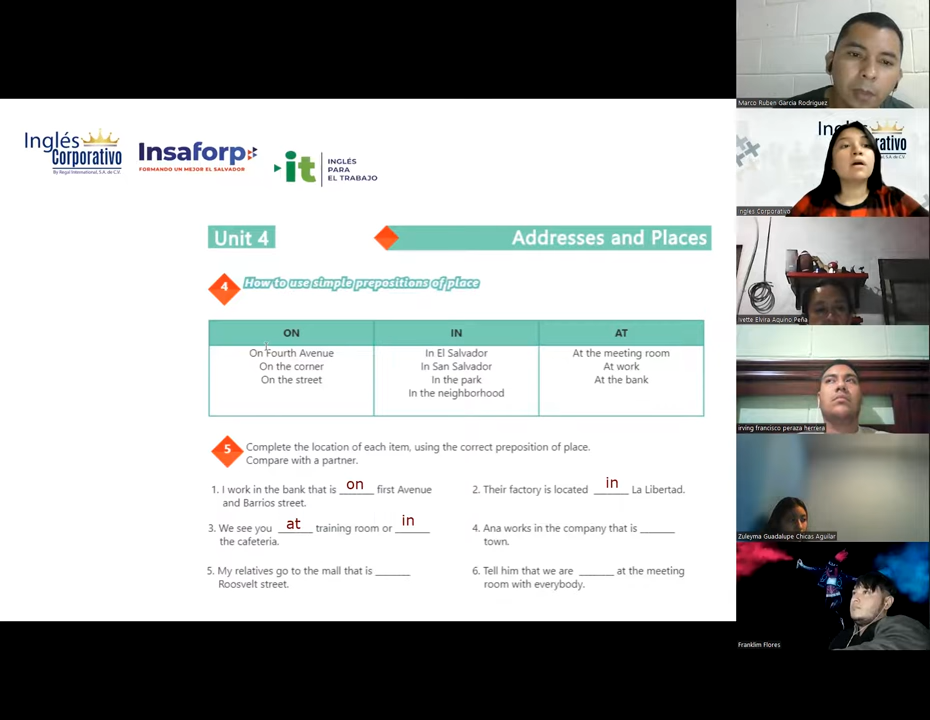 Inglés
Corporativo
By Regal International, S.A. de C.V.
Insaforp
FORMANDO UN MEJOR EL SALVADOR
it
INGLÉS
PARA
EL TRABAJO
Unit 4
Addresses and Places
4 How to use simple prepositions of place
ON IN AT
On Fourth Avenue In El Salvador At the meeting room
On the corner In San Salvador At work
On the street In the park At the bank
In the neighborhood
5 Complete the location of each item, using the correct preposition of place.
Compare with a partner.
1. I work in the bank that is on first Avenue
and Barrios street.
2. Their factory is located in La Libertad.
3. We see you at training room or in
the cafeteria.
4. Ana works in the company that is ______
town.
5. My relatives go to the mall that is ______
Roosvelt street.
6. Tell him that we are ______ at the meeting
room with everybody.
Marco Ruben Garcia Rodriguez
Inglés
Corporativo
Ivette Elvira Aquino Peña
irving francisco peraza herrera
Zuleyma Guadalupe Chicas Aguilar
Franklim Flores